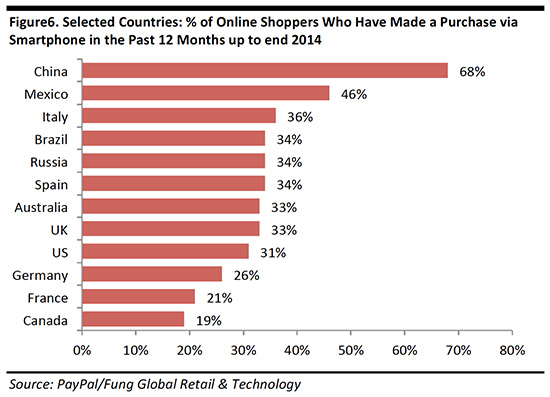 Figure6. Selected Countries: % of Online Shoppers Who Have Made a Purchase via
Smartphone in the Past 12 Months up to end 2014
China 68%
Mexico 46%
Italy 36%
Brazil 34%
Russia 34%
Spain 34%
Australia 33%
UK 33%
US 31%
Germany 26%
France 21%
Canada 19%
0% 10% 20% 30% 40% 50% 60% 70% 80%
Source: PayPal/Fung Global Retail & Technology